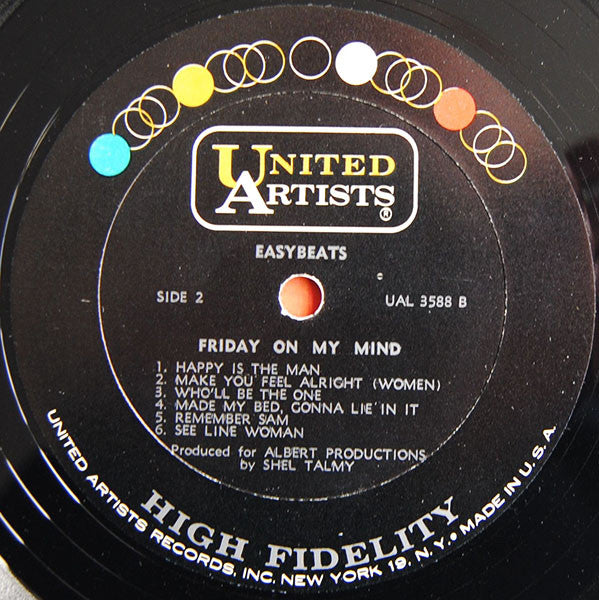 UNITED
ARTISTS®
EASYBEATS
SIDE 2
UAL 3588 B
FRIDAY ON MY MIND
1. HAPPY IS THE MAN
2. MAKE YOU FEEL ALRIGHT (WOMEN)
3. WHO'LL BE THE ONE
4. MADE MY BED, GONNA LIE IN IT
5. REMEMBER SAM
6. SEE LINE WOMAN
Produced for ALBERT PRODUCTIONS
by SHEL TALMY
HIGH FIDELITY
UNITED ARTISTS RECORDS, INC. NEW YORK 19, N.Y. • MADE IN U.S.A.